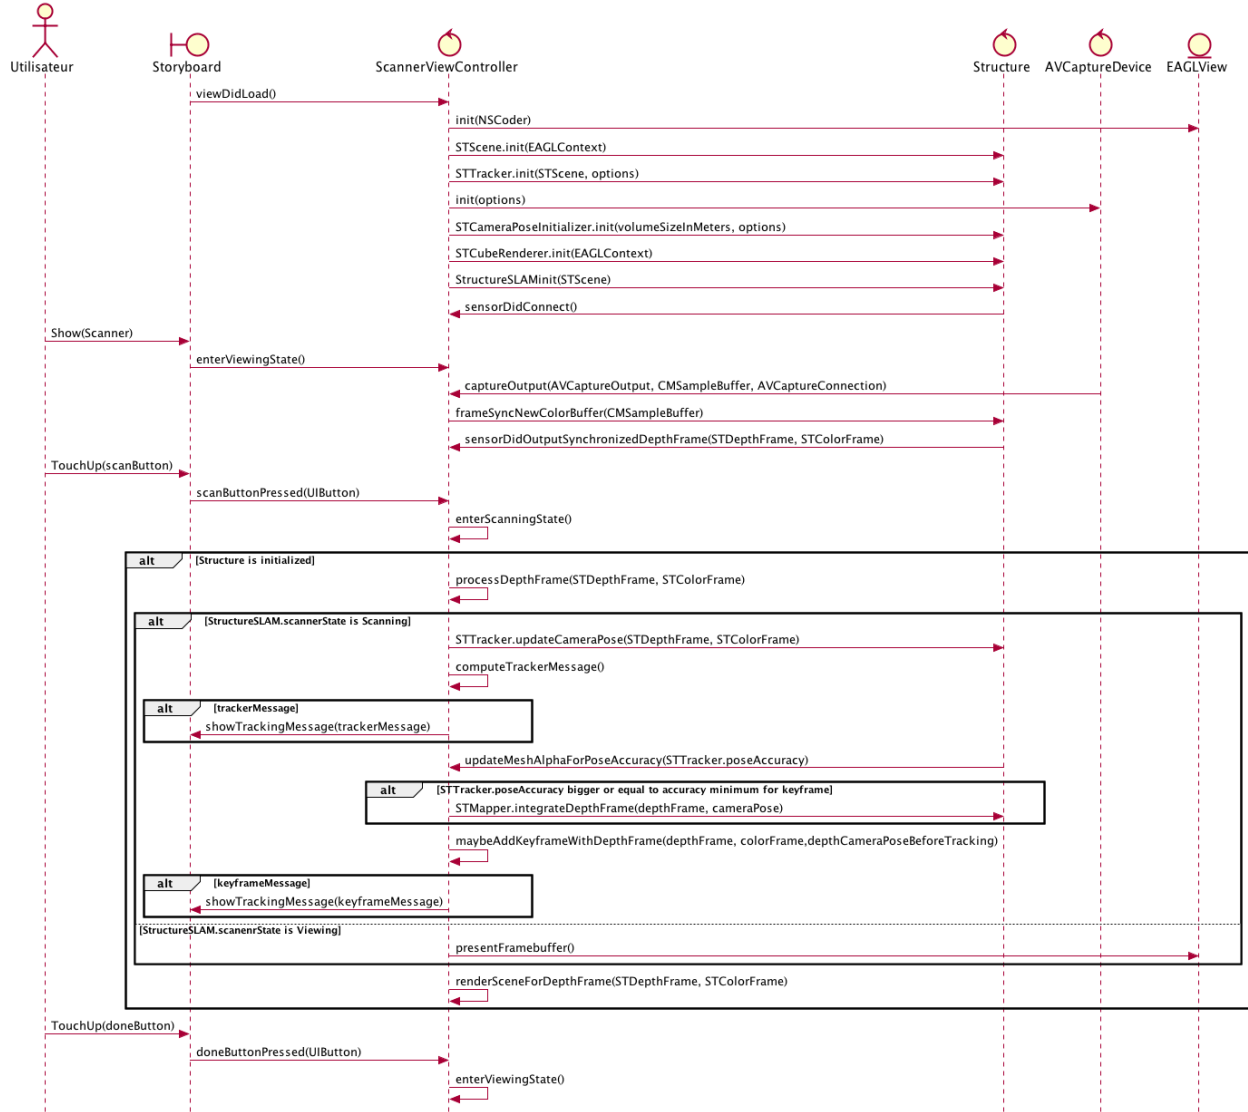 Utilisateur
Storyboard
ScannerViewController
Structure
AVCaptureDevice
EAGLView
viewDidLoad()
init(NSCoder)
STScene.init(EAGLContext)
STTracker.init(STScene, options)
init(options)
STCameraPoseInitializer.init(volumeSizeInMeters, options)
STCubeRenderer.init(EAGLContext)
StructureSLAMinit(STScene)
sensorDidConnect()
Show(Scanner)
enterViewingState()
captureOutput(AVCaptureOutput, CMSampleBuffer, AVCaptureConnection)
frameSyncNewColorBuffer(CMSampleBuffer)
sensorDidOutputSynchronizedDepthFrame(STDepthFrame, STColorFrame)
TouchUp(scanButton)
scanButtonPressed(UIButton)
enterScanningState()
alt [Structure is initialized]
processDepthFrame(STDepthFrame, STColorFrame)
alt [StructureSLAM.scannerState is Scanning]
STTracker.updateCameraPose(STDepthFrame, STColorFrame)
computeTrackerMessage()
alt [trackerMessage]
showTrackingMessage(trackerMessage)
updateMeshAlphaForPoseAccuracy(STTracker.poseAccuracy)
alt [STTracker.poseAccuracy bigger or equal to accuracy minimum for keyframe]
STMapper.integrateDepthFrame(depthFrame, cameraPose)
maybeAddKeyframeWithDepthFrame(depthFrame, colorFrame,depthCameraPoseBeforeTracking)
alt [keyframeMessage]
showTrackingMessage(keyframeMessage)
[StructureSLAM.scanenrState is Viewing]
presentFramebuffer()
renderSceneForDepthFrame(STDepthFrame, STColorFrame)
TouchUp(doneButton)
doneButtonPressed(UIButton)
enterViewingState()